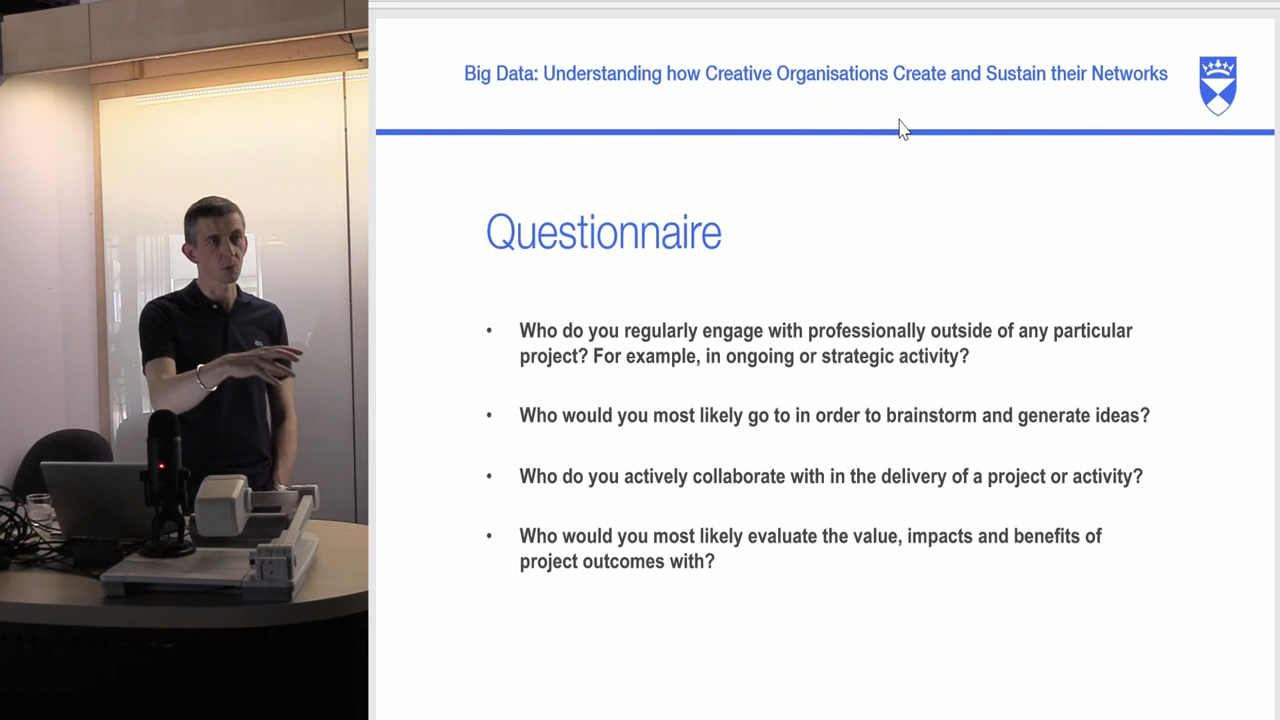 Big Data: Understanding how Creative Organisations Create and Sustain their Networks
Questionnaire
• Who do you regularly engage with professionally outside of any particular
project? For example, in ongoing or strategic activity?
• Who would you most likely go to in order to brainstorm and generate ideas?
• Who do you actively collaborate with in the delivery of a project or activity?
• Who would you most likely evaluate the value, impacts and benefits of
project outcomes with?